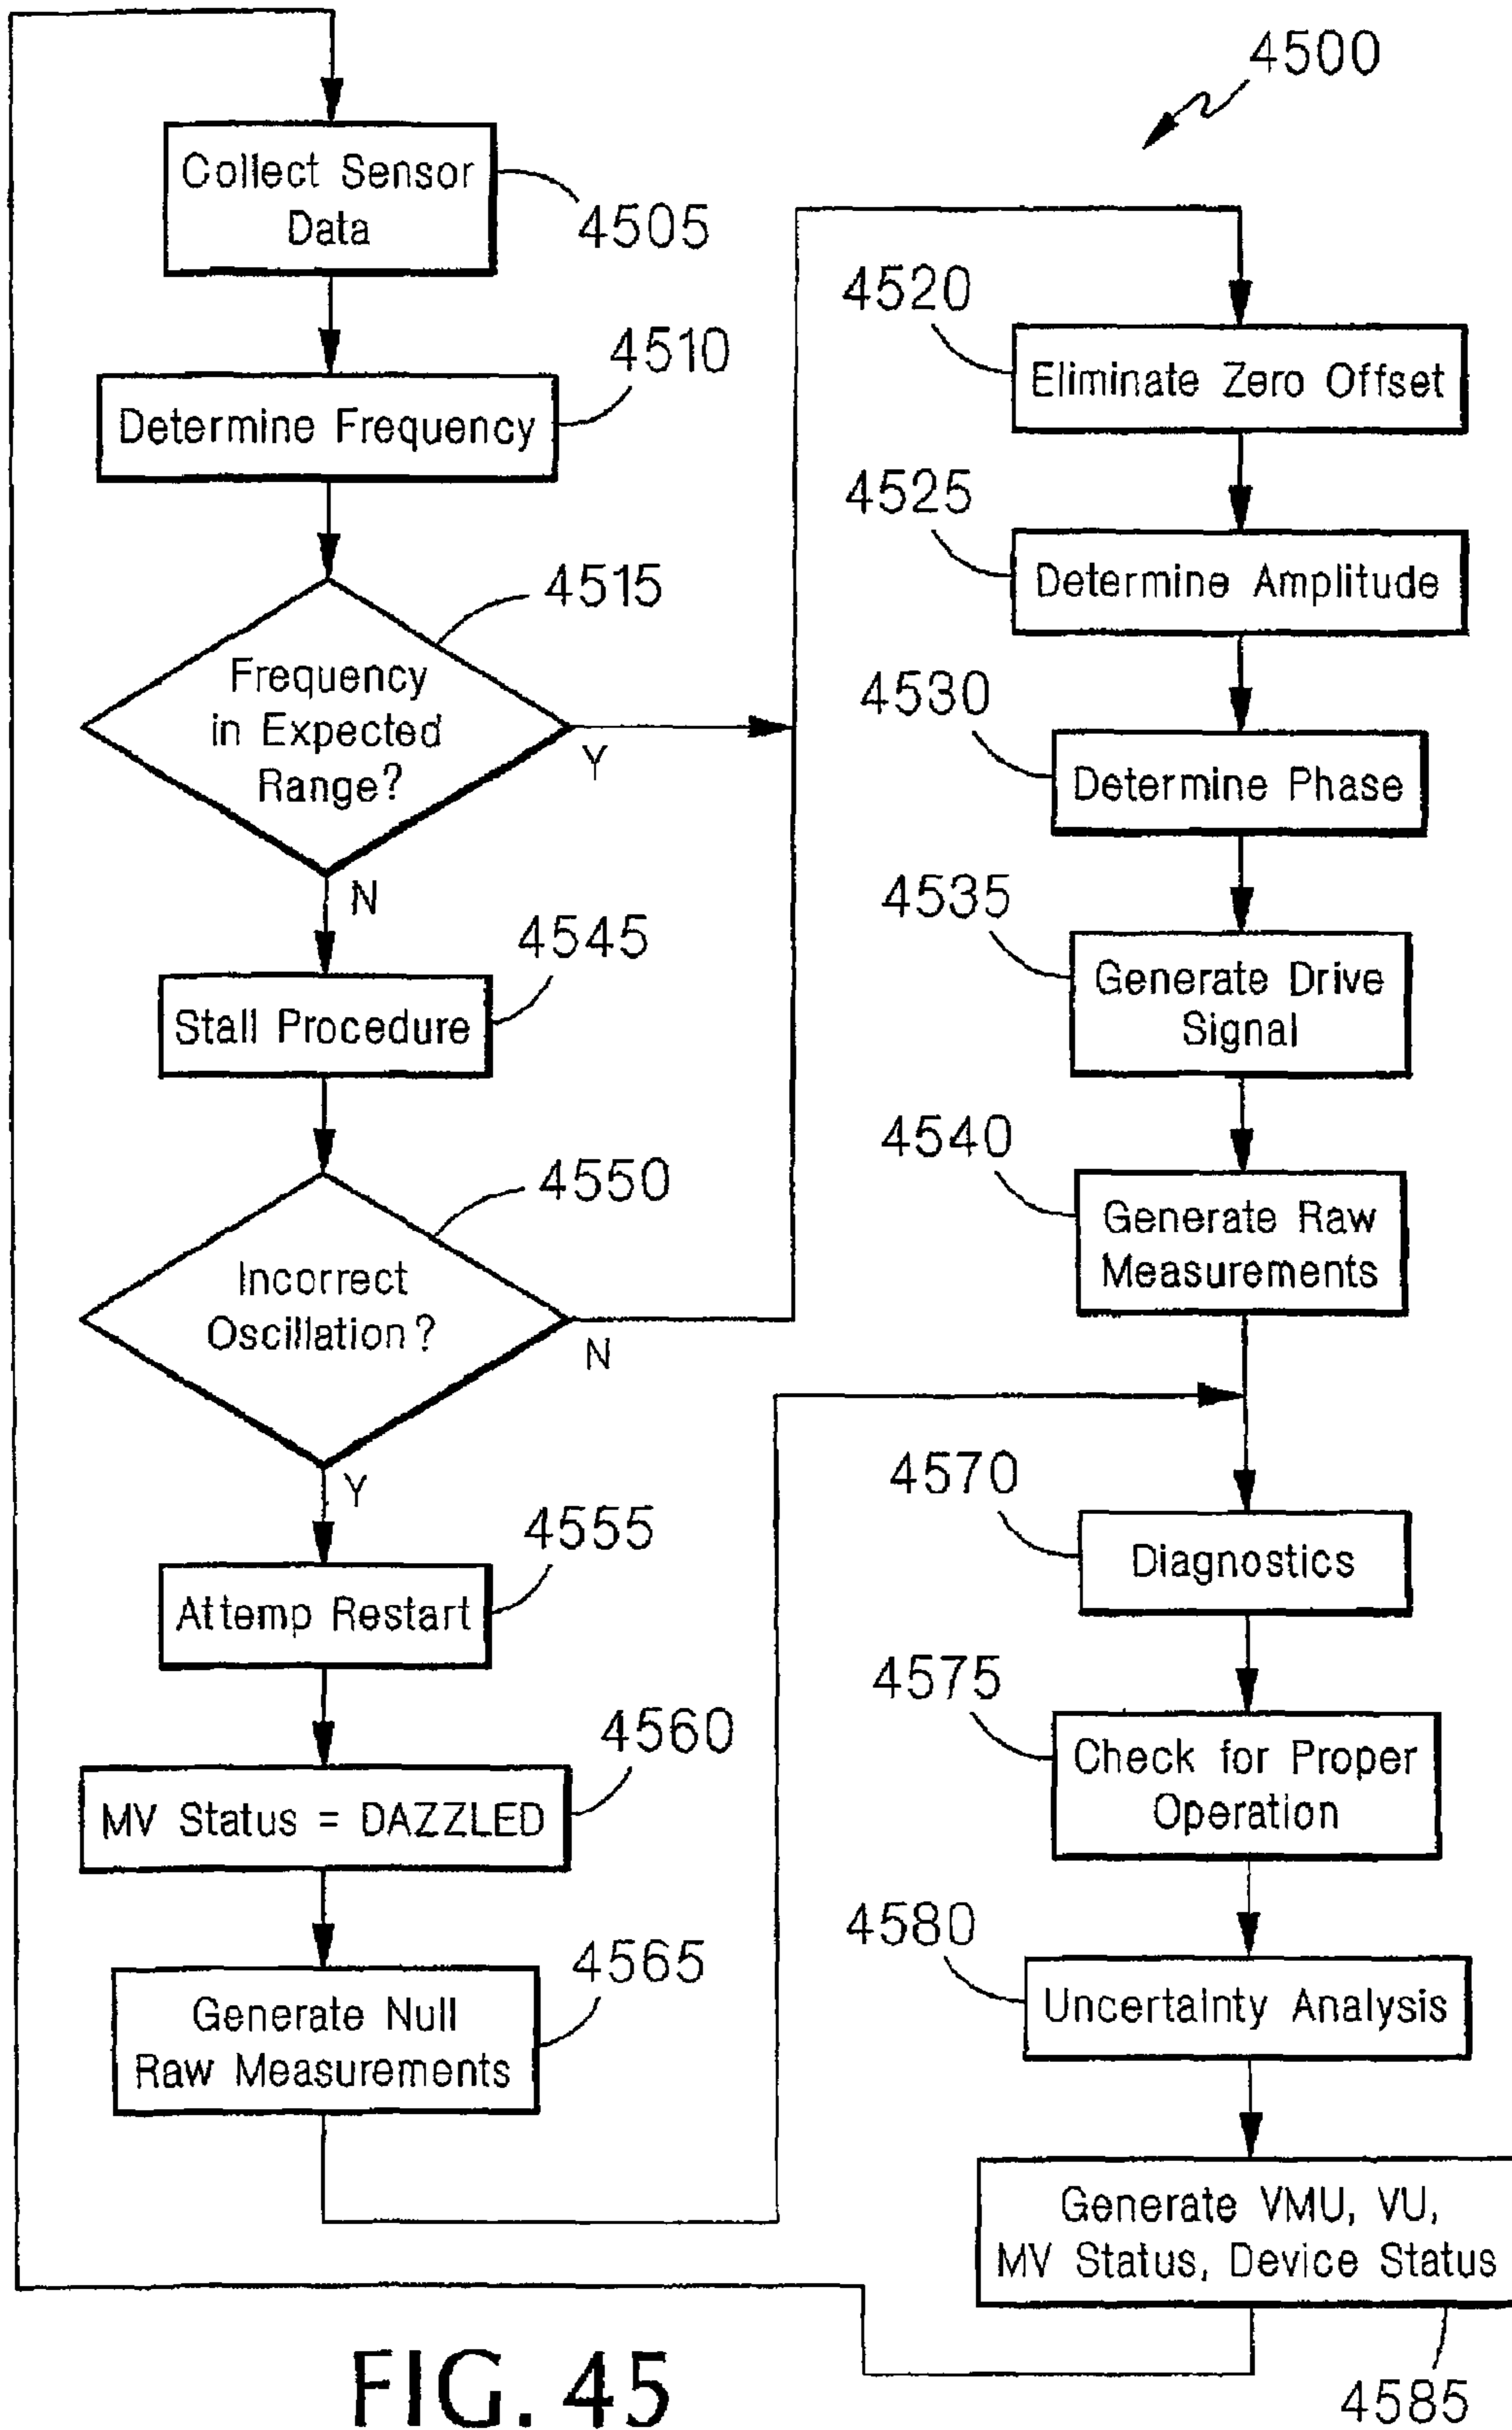 4500
Collect Sensor
Data
4505
Determine Frequency
4510
Frequency
in Expected
Range?
4515
Y
N
Stall Procedure
4545
Incorrect
Oscillation?
4550
N
Y
Attemp Restart
4555
MV Status = DAZZLED
4560
Generate Null
Raw Measurements
4565
4520
Eliminate Zero Offset
4525
Determine Amplitude
4530
Determine Phase
4535
Generate Drive
Signal
4540
Generate Raw
Measurements
4570
Diagnostics
4575
Check for Proper
Operation
4580
Uncertainty Analysis
Generate VMU, VU,
MV Status, Device Status
4585
FIG. 45